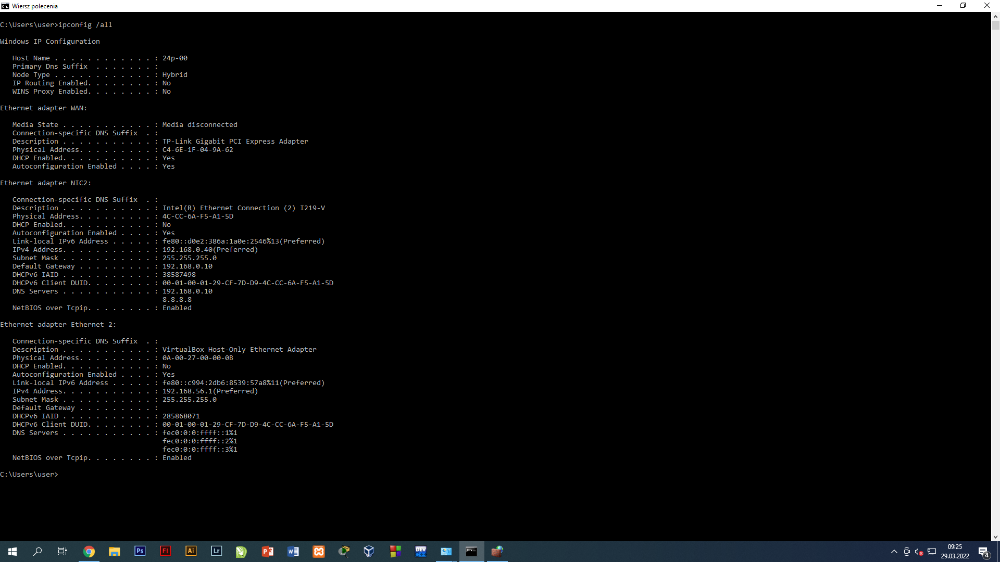 Wiersz polecenia
C:\Users\user>ipconfig /all
Windows IP Configuration
Host Name . . . . . . . . . . . . : 24p-00
Primary Dns Suffix  . . . . . . . :
Node Type . . . . . . . . . . . . : Hybrid
IP Routing Enabled. . . . . . . . : No
WINS Proxy Enabled. . . . . . . . : No
Ethernet adapter WAN:
Media State . . . . . . . . . . . : Media disconnected
Connection-specific DNS Suffix  . :
Description . . . . . . . . . . . : TP-Link Gigabit PCI Express Adapter
Physical Address. . . . . . . . . : C4-6E-1F-04-9A-62
DHCP Enabled. . . . . . . . . . . : Yes
Autoconfiguration Enabled . . . . : Yes
Ethernet adapter NIC2:
Connection-specific DNS Suffix  . :
Description . . . . . . . . . . . : Intel(R) Ethernet Connection (2) I219-V
Physical Address. . . . . . . . . : 4C-CC-6A-F5-A1-5D
DHCP Enabled. . . . . . . . . . . : No
Autoconfiguration Enabled . . . . : Yes
Link-local IPv6 Address . . . . . : fe80::d0e2:386a:1a0e:2546%13(Preferred)
IPv4 Address. . . . . . . . . . . : 192.168.0.40(Preferred)
Subnet Mask . . . . . . . . . . . : 255.255.255.0
Default Gateway . . . . . . . . . : 192.168.0.10
DHCPv6 IAID . . . . . . . . . . . : 38587498
DHCPv6 Client DUID. . . . . . . . : 00-01-00-01-29-CF-7D-D9-4C-CC-6A-F5-A1-5D
DNS Servers . . . . . . . . . . . : 192.168.0.10
8.8.8.8
NetBIOS over Tcpip. . . . . . . . : Enabled
Ethernet adapter Ethernet 2:
Connection-specific DNS Suffix  . :
Description . . . . . . . . . . . : VirtualBox Host-Only Ethernet Adapter
Physical Address. . . . . . . . . : 0A-00-27-00-00-0B
DHCP Enabled. . . . . . . . . . . : No
Autoconfiguration Enabled . . . . : Yes
Link-local IPv6 Address . . . . . : fe80::c994:2db6:8539:57a8%11(Preferred)
IPv4 Address. . . . . . . . . . . : 192.168.56.1(Preferred)
Subnet Mask . . . . . . . . . . . : 255.255.255.0
Default Gateway . . . . . . . . . :
DHCPv6 IAID . . . . . . . . . . . : 285868071
DHCPv6 Client DUID. . . . . . . . : 00-01-00-01-29-CF-7D-D9-4C-CC-6A-F5-A1-5D
DNS Servers . . . . . . . . . . . : fec0:0:0:ffff::1%1
fec0:0:0:ffff::2%1
fec0:0:0:ffff::3%1
NetBIOS over Tcpip. . . . . . . . : Enabled
C:\Users\user>
Ps Fl Ai Lr P W DEV C:\. 09:25
29.03.2022 4